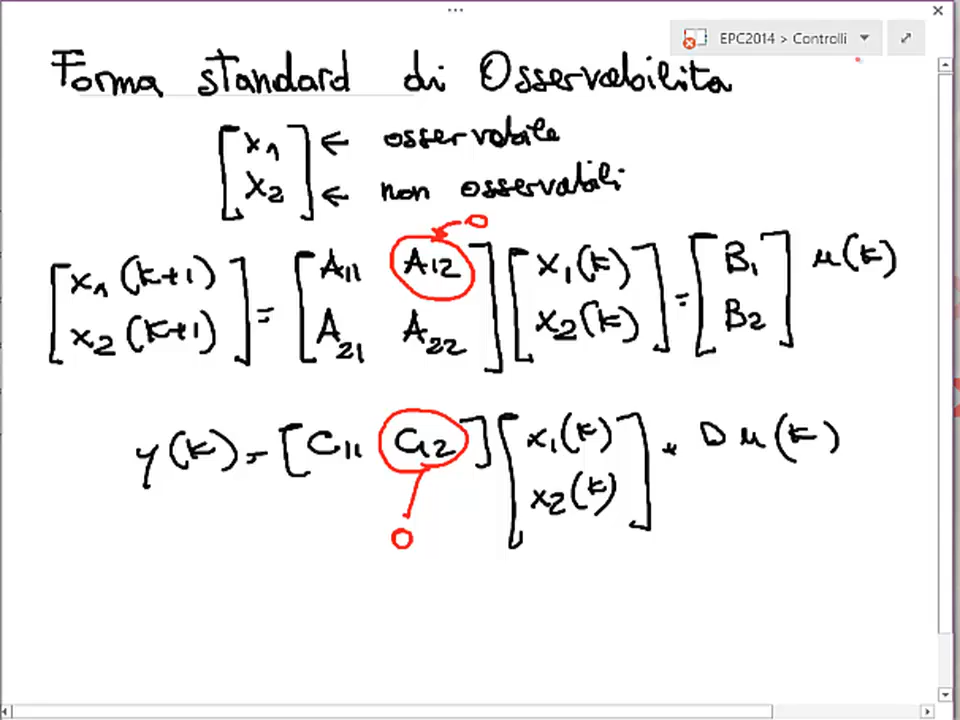 EPC2014 > Controlli
Forma standard di Osservabilita
[x1 x2] ← osservabile ← non osservabili
0
[x1(k+1) x2(k+1)] = [A11 A12 A21 A22] [x1(k) x2(k)] = [B1 B2] u(k)
y(k) = [C11 C12] [x1(k) x2(k)] + D u(k)
0